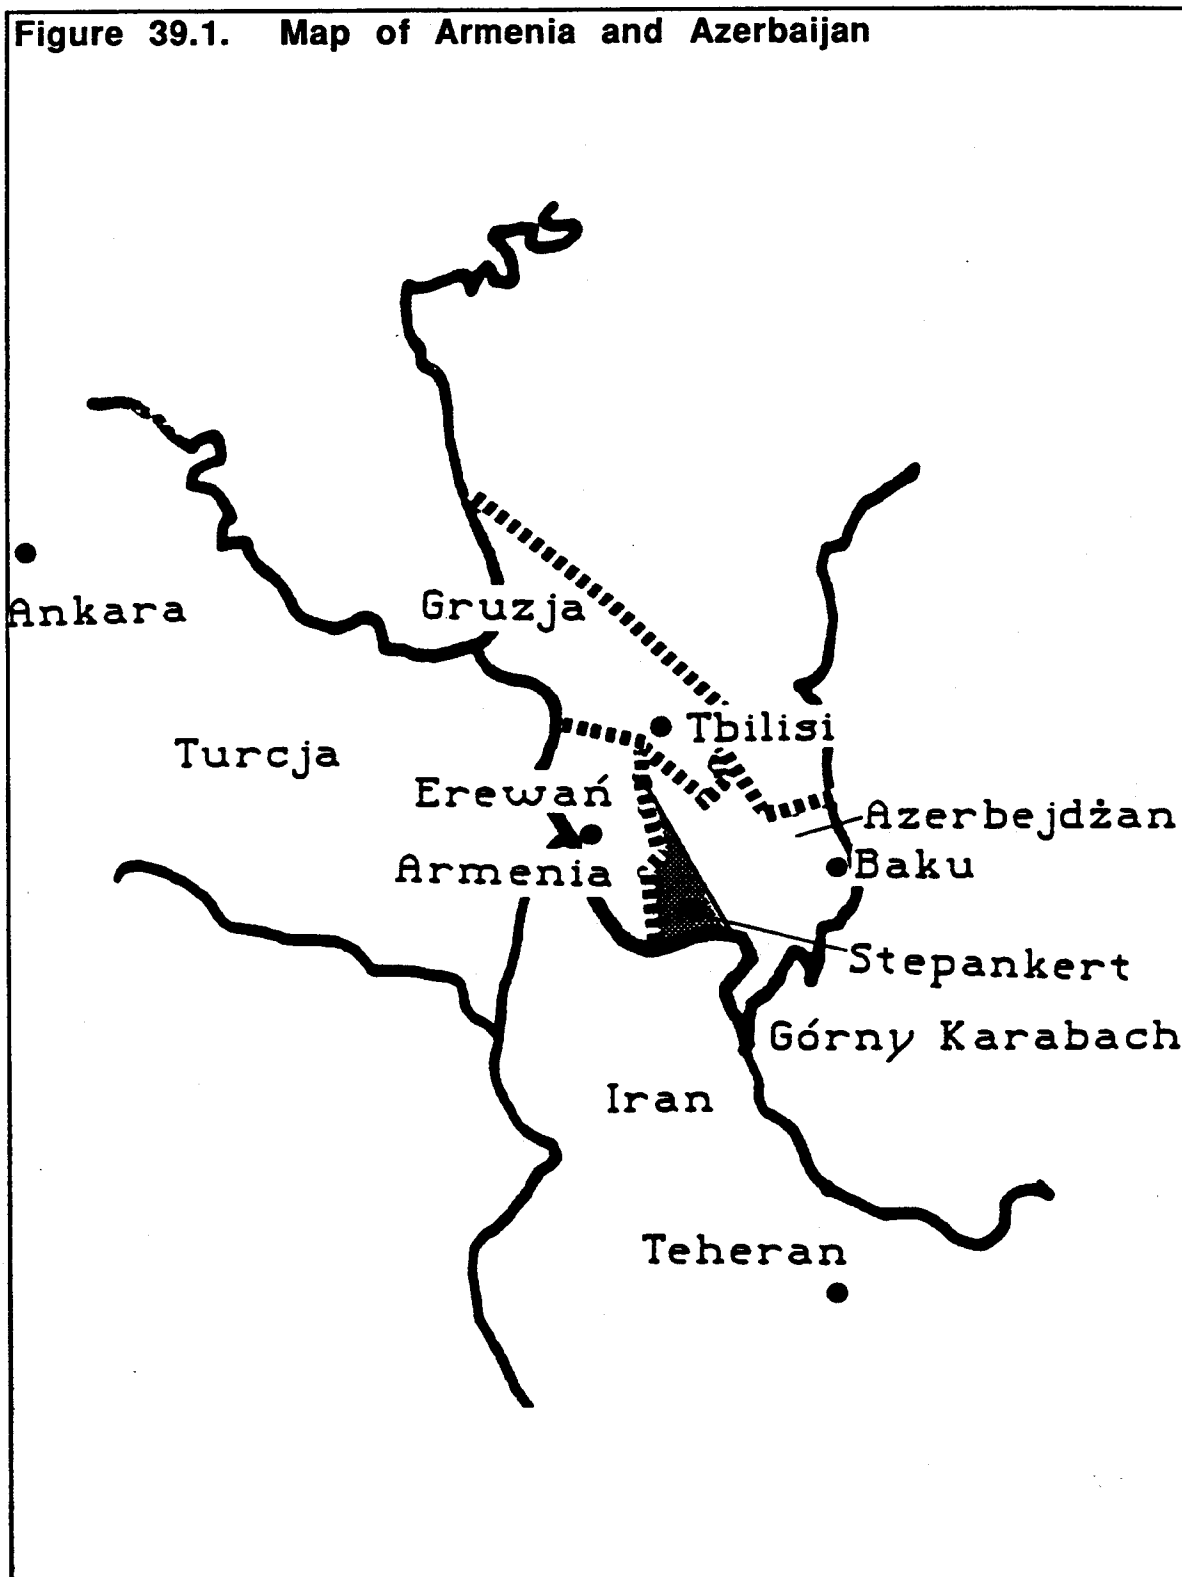 Figure 39.1. Map of Armenia and Azerbaijan
Ankara
Gruzja
Turcja
Tbilisi
Erewań
Azerbejdżan
Armenia
Baku
Stepankert
Górny Karabach
Iran
Teheran